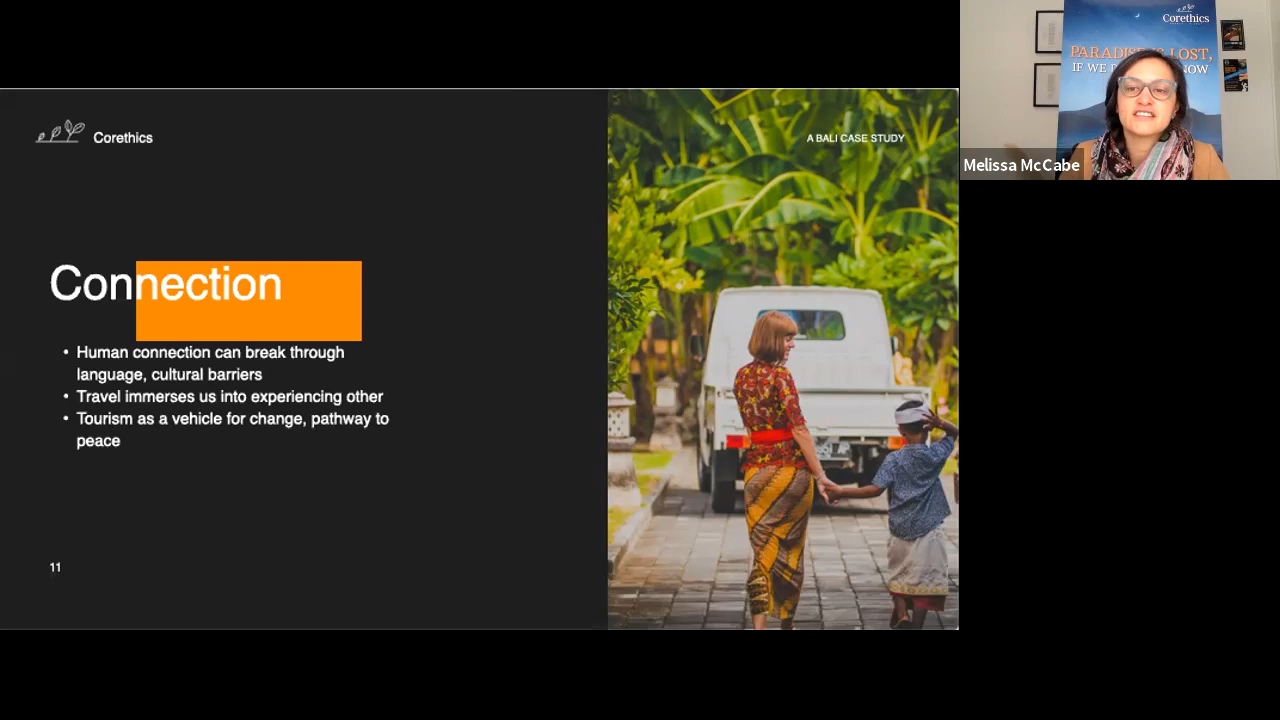 Corethics
A BALI CASE STUDY
Connection
• Human connection can break through
language, cultural barriers
• Travel immerses us into experiencing other
• Tourism as a vehicle for change, pathway to
peace
11
Corethics
PARADISE IS LOST,
IF WE NOW
Melissa McCabe